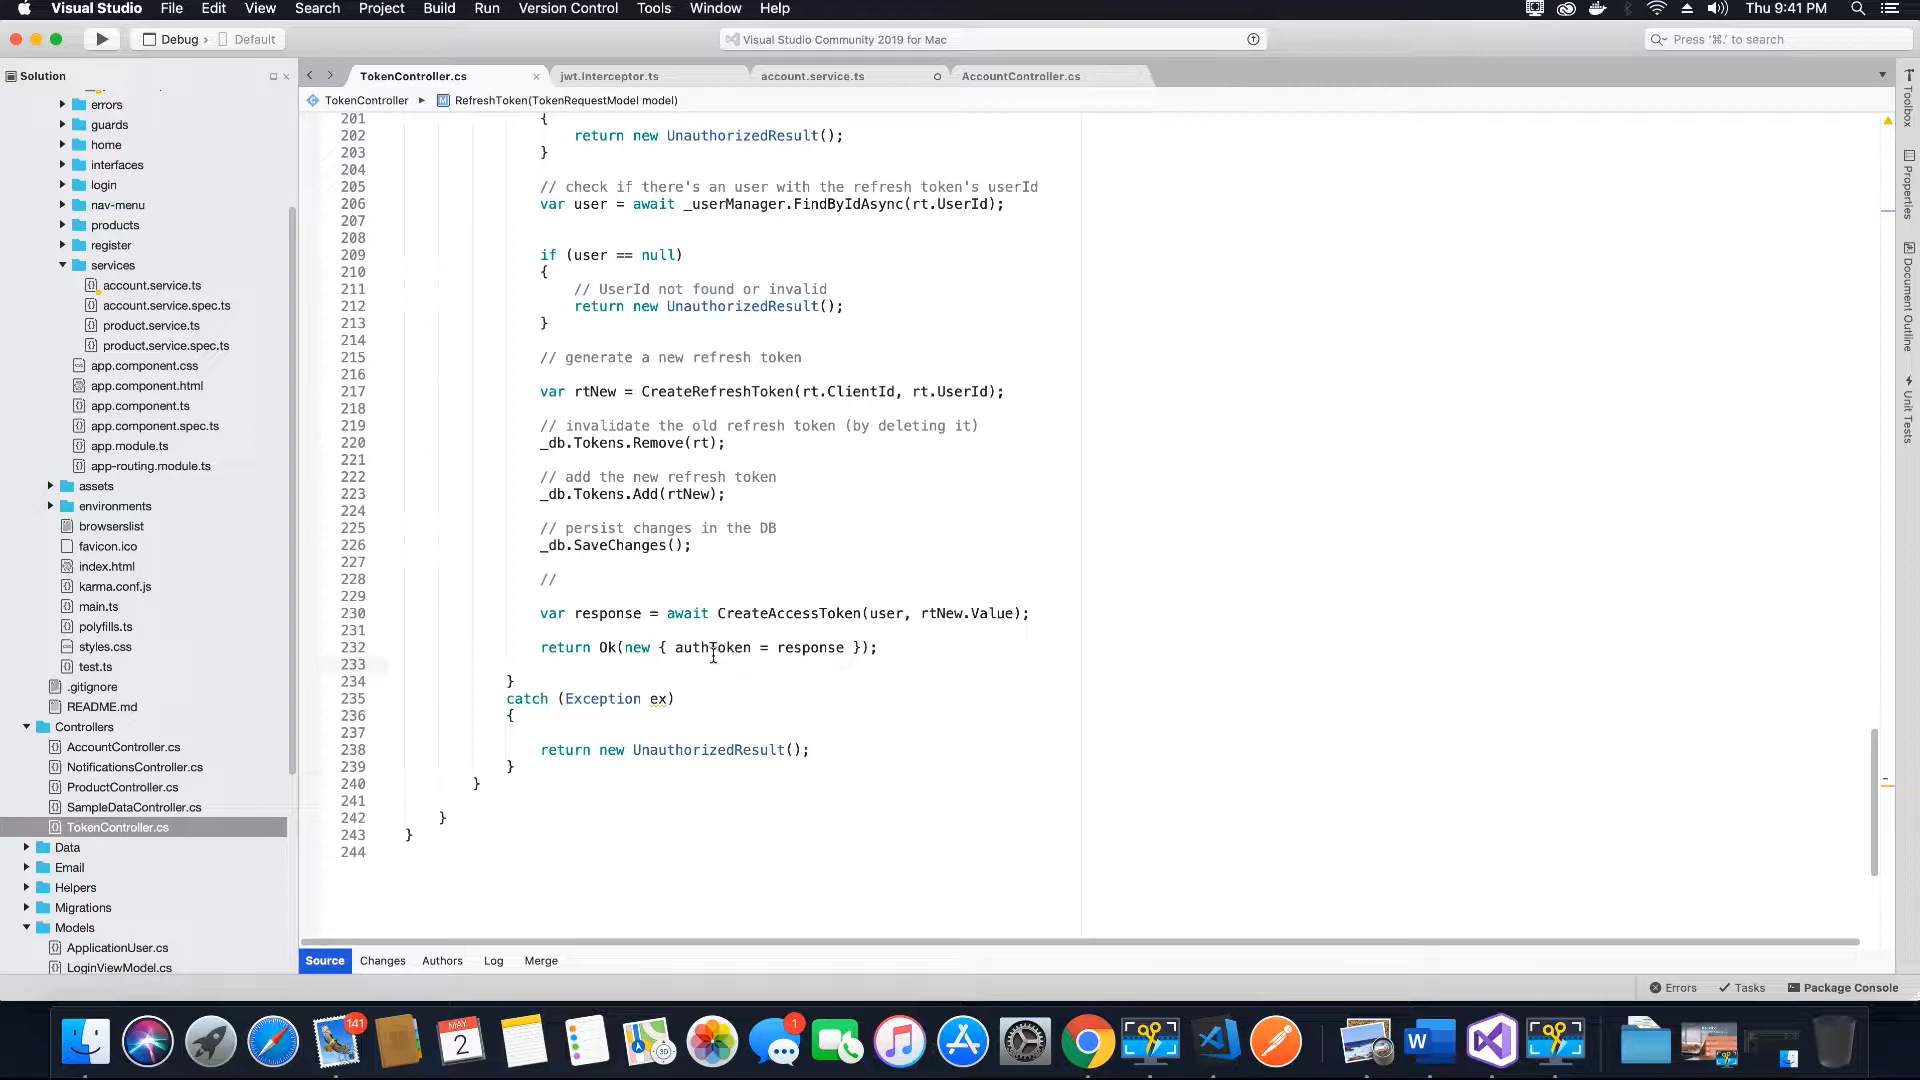 Visual Studio File Edit View Search Project Build Run Version Control Tools Window Help Thu 9:41 PM
Debug › Default Visual Studio Community 2019 for Mac Press '⌘.' to search
Solution TokenController.cs × jwt.Interceptor.ts account.service.ts AccountController.cs
TokenController ▸ M RefreshToken(TokenRequestModel model)
errors
guards
home
interfaces
login
nav-menu
products
register
services
account.service.ts
account.service.spec.ts
product.service.ts
product.service.spec.ts
app.component.css
app.component.html
app.component.ts
app.component.spec.ts
app.module.ts
app-routing.module.ts
assets
environments
browserslist
favicon.ico
index.html
karma.conf.js
main.ts
polyfills.ts
styles.css
test.ts
.gitignore
README.md
Controllers
AccountController.cs
NotificationsController.cs
ProductController.cs
SampleDataController.cs
TokenController.cs
Data
Email
Helpers
Migrations
Models
ApplicationUser.cs
LoginViewModel.cs
201 {
202 return new UnauthorizedResult();
203 }
204
205 // check if there's an user with the refresh token's userId
206 var user = await _userManager.FindByIdAsync(rt.UserId);
207
208
209 if (user == null)
210 {
211 // UserId not found or invalid
212 return new UnauthorizedResult();
213 }
214
215 // generate a new refresh token
216
217 var rtNew = CreateRefreshToken(rt.ClientId, rt.UserId);
218
219 // invalidate the old refresh token (by deleting it)
220 _db.Tokens.Remove(rt);
221
222 // add the new refresh token
223 _db.Tokens.Add(rtNew);
224
225 // persist changes in the DB
226 _db.SaveChanges();
227
228 //
229
230 var response = await CreateAccessToken(user, rtNew.Value);
231
232 return Ok(new { authToken = response });
233
234 }
235 catch (Exception ex)
236 {
237
238 return new UnauthorizedResult();
239 }
240 }
241
242 }
243 }
244
Toolbox
Properties
Document Outline
Unit Tests
Source Changes Authors Log Merge
Errors Tasks Package Console
141
MAY
2
3D
1
W